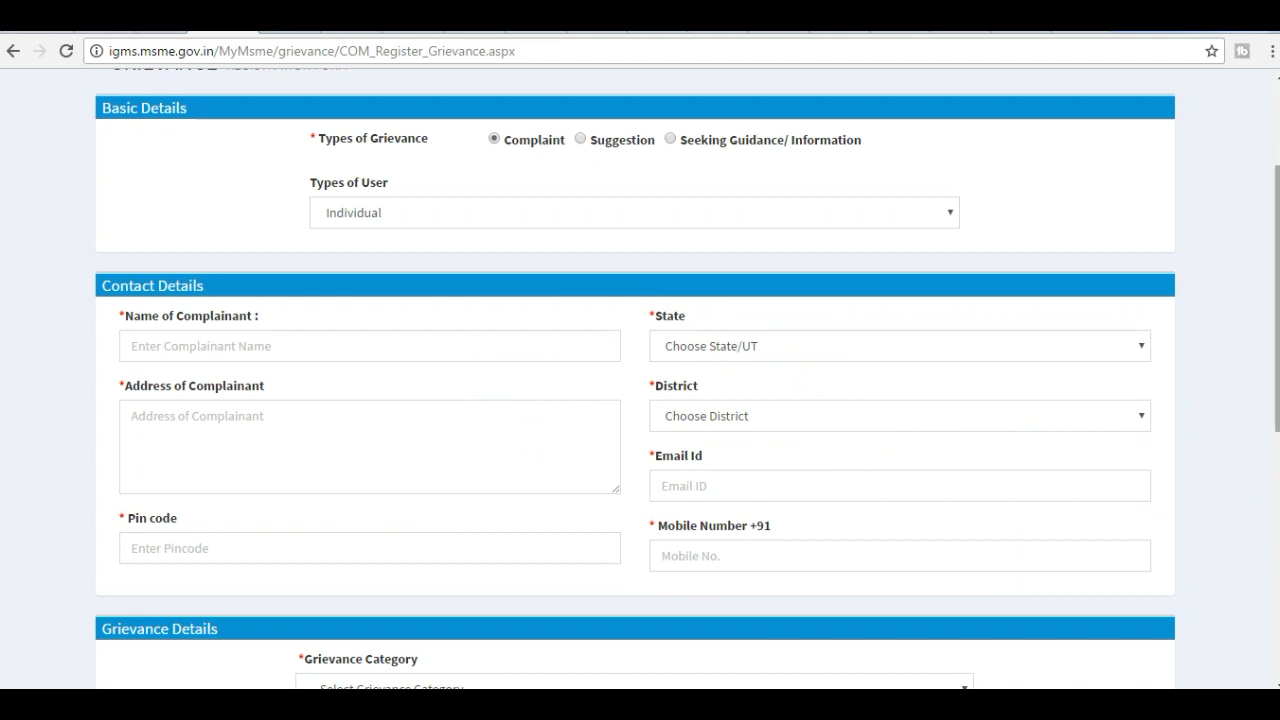 igms.msme.gov.in/MyMsme/grievance/COM_Register_Grievance.aspx
Basic Details
* Types of Grievance
Complaint Suggestion Seeking Guidance/ Information
Types of User
Individual
Contact Details
*Name of Complainant :
Enter Complainant Name
*State
Choose State/UT
*Address of Complainant
Address of Complainant
*District
Choose District
*Email Id
Email ID
* Pin code
Enter Pincode
* Mobile Number +91
Mobile No.
Grievance Details
*Grievance Category
Select Grievance Category